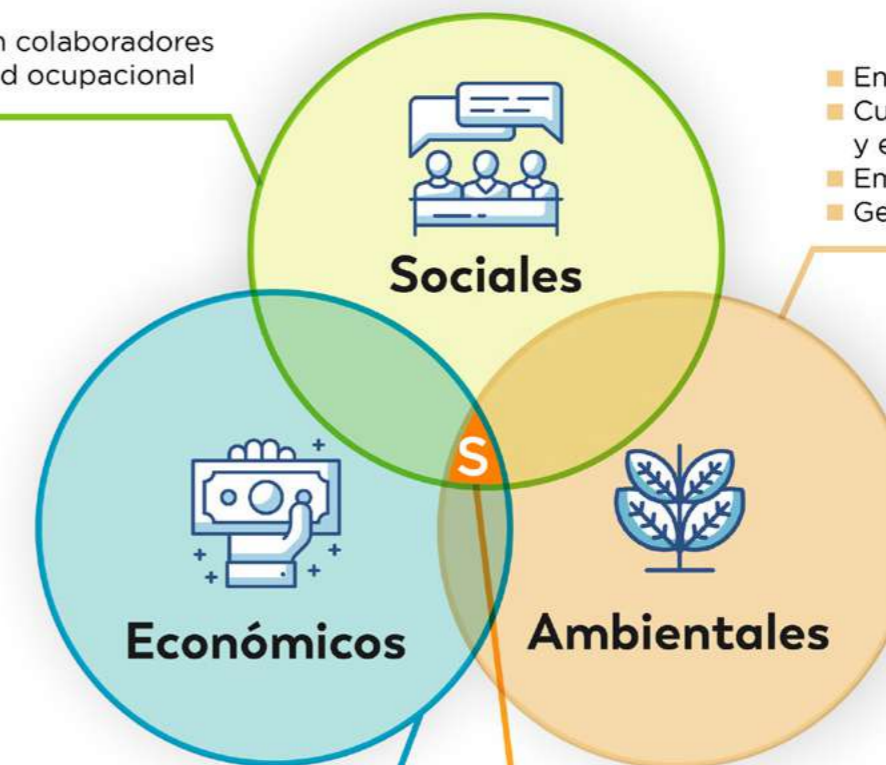 n colaboradores
d ocupacional
En
Cu
y e
Em
Ge
Sociales
S
Económicos
Ambientales